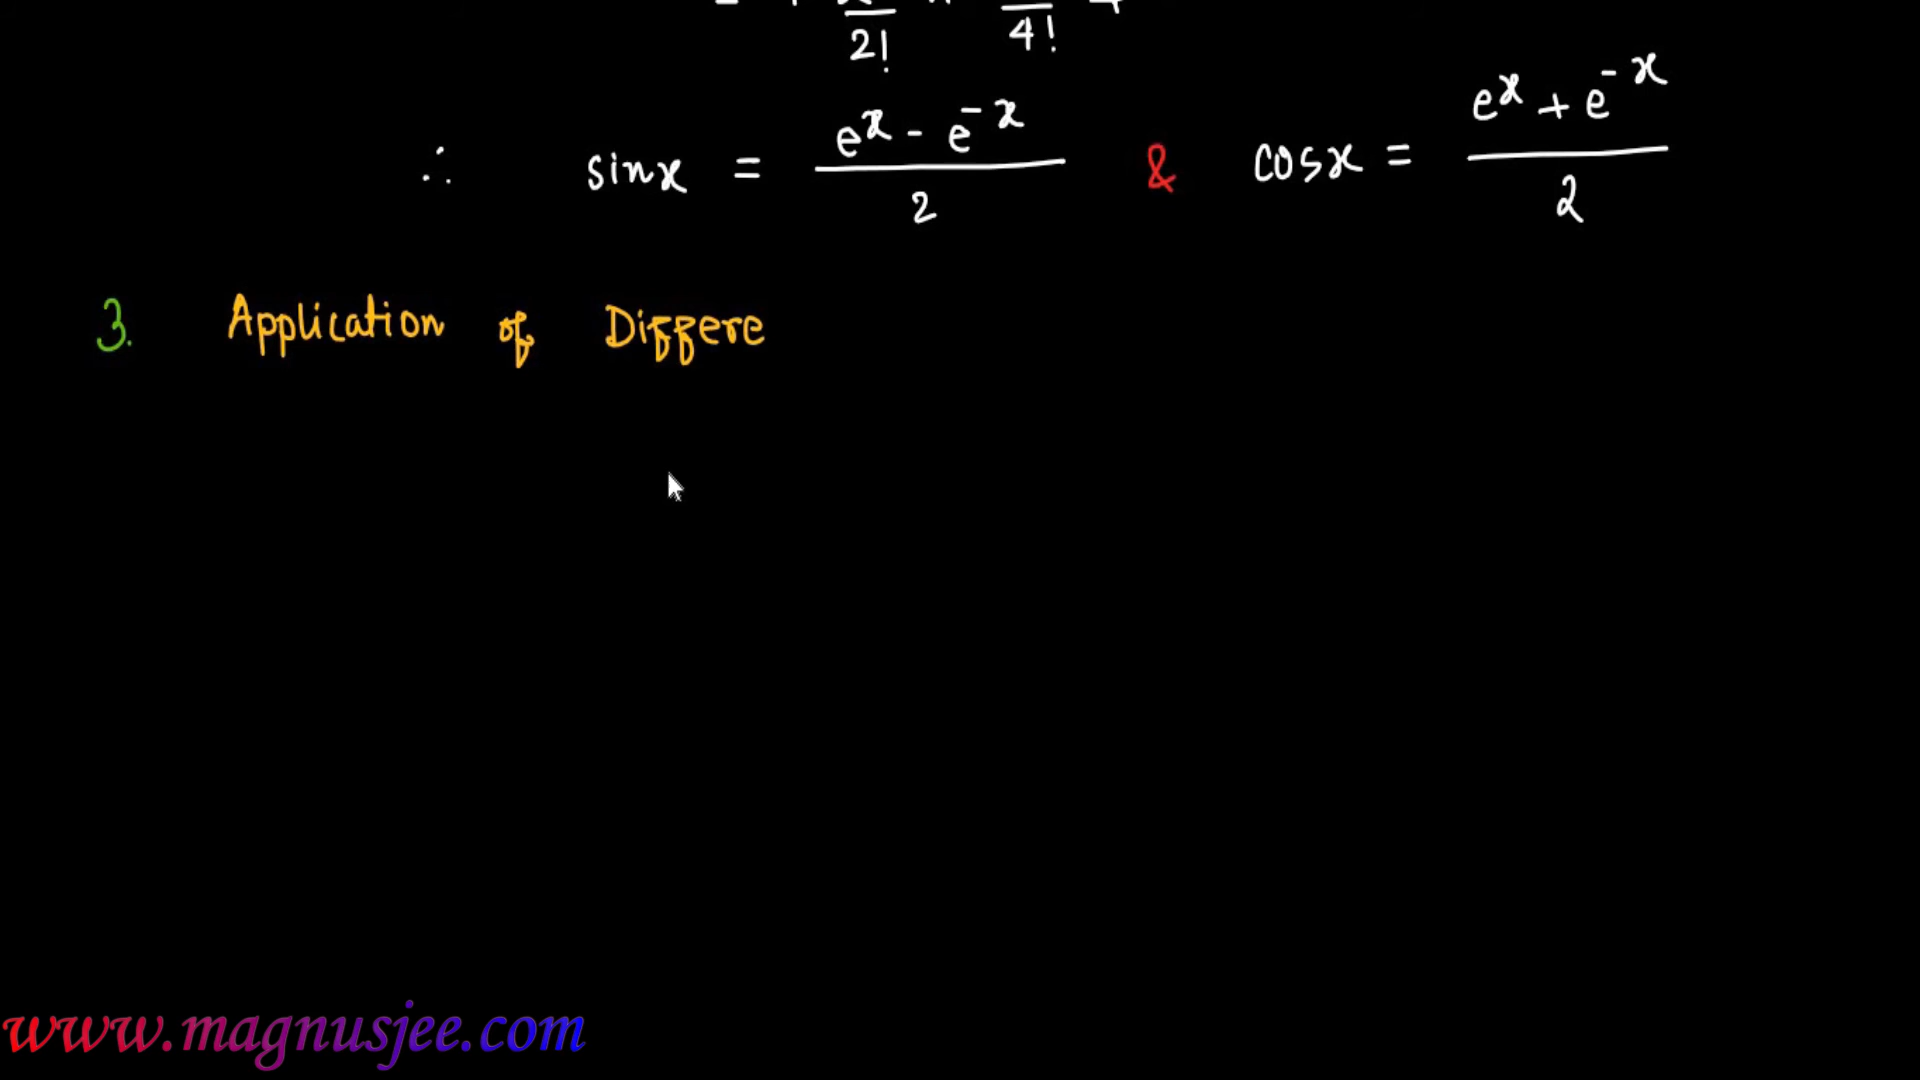 2! 4! +
∴ sinx = (e^x - e^-x)/2 & cosx = (e^x + e^-x)/2
3. Application of Differe
www.magnusjee.com